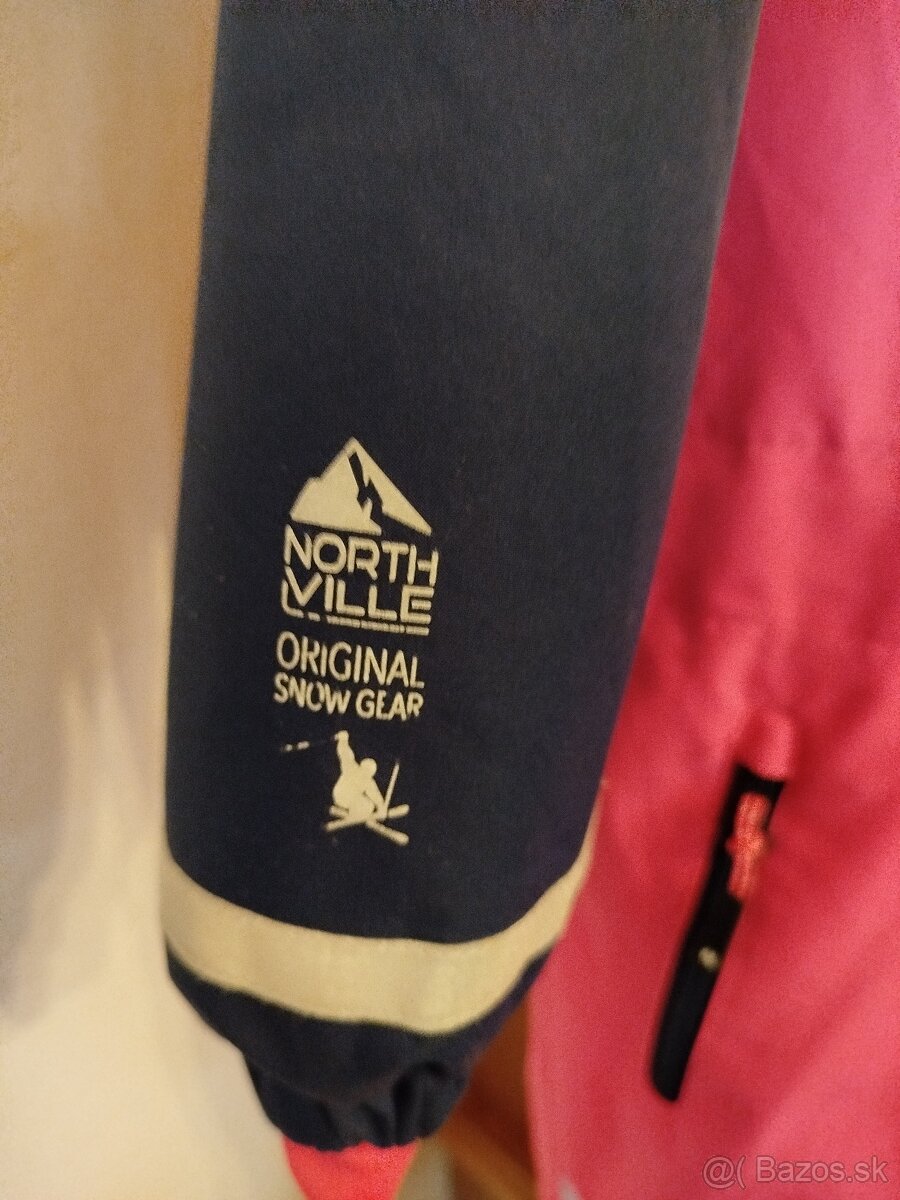 NORTH
VILLE
ORIGINAL
SNOW GEAR
@( Bazos.sk